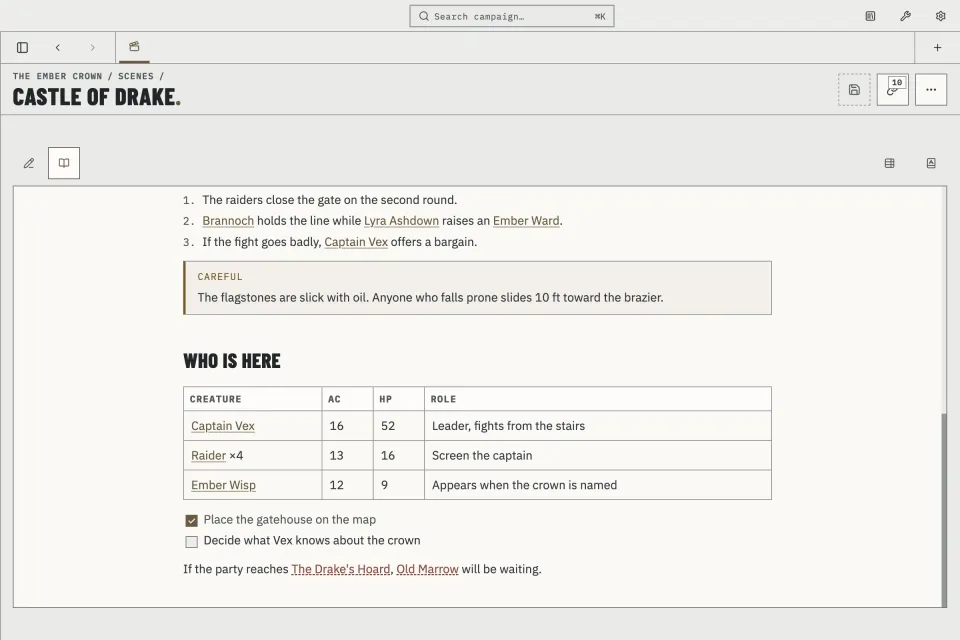 Search campaign… ⌘K
THE EMBER CROWN / SCENES /
CASTLE OF DRAKE.
10
1. The raiders close the gate on the second round.
2. Brannoch holds the line while Lyra Ashdown raises an Ember Ward.
3. If the fight goes badly, Captain Vex offers a bargain.
CAREFUL
The flagstones are slick with oil. Anyone who falls prone slides 10 ft toward the brazier.
WHO IS HERE
CREATURE AC HP ROLE
Captain Vex 16 52 Leader, fights from the stairs
Raider ×4 13 16 Screen the captain
Ember Wisp 12 9 Appears when the crown is named
Place the gatehouse on the map
Decide what Vex knows about the crown
If the party reaches The Drake's Hoard, Old Marrow will be waiting.